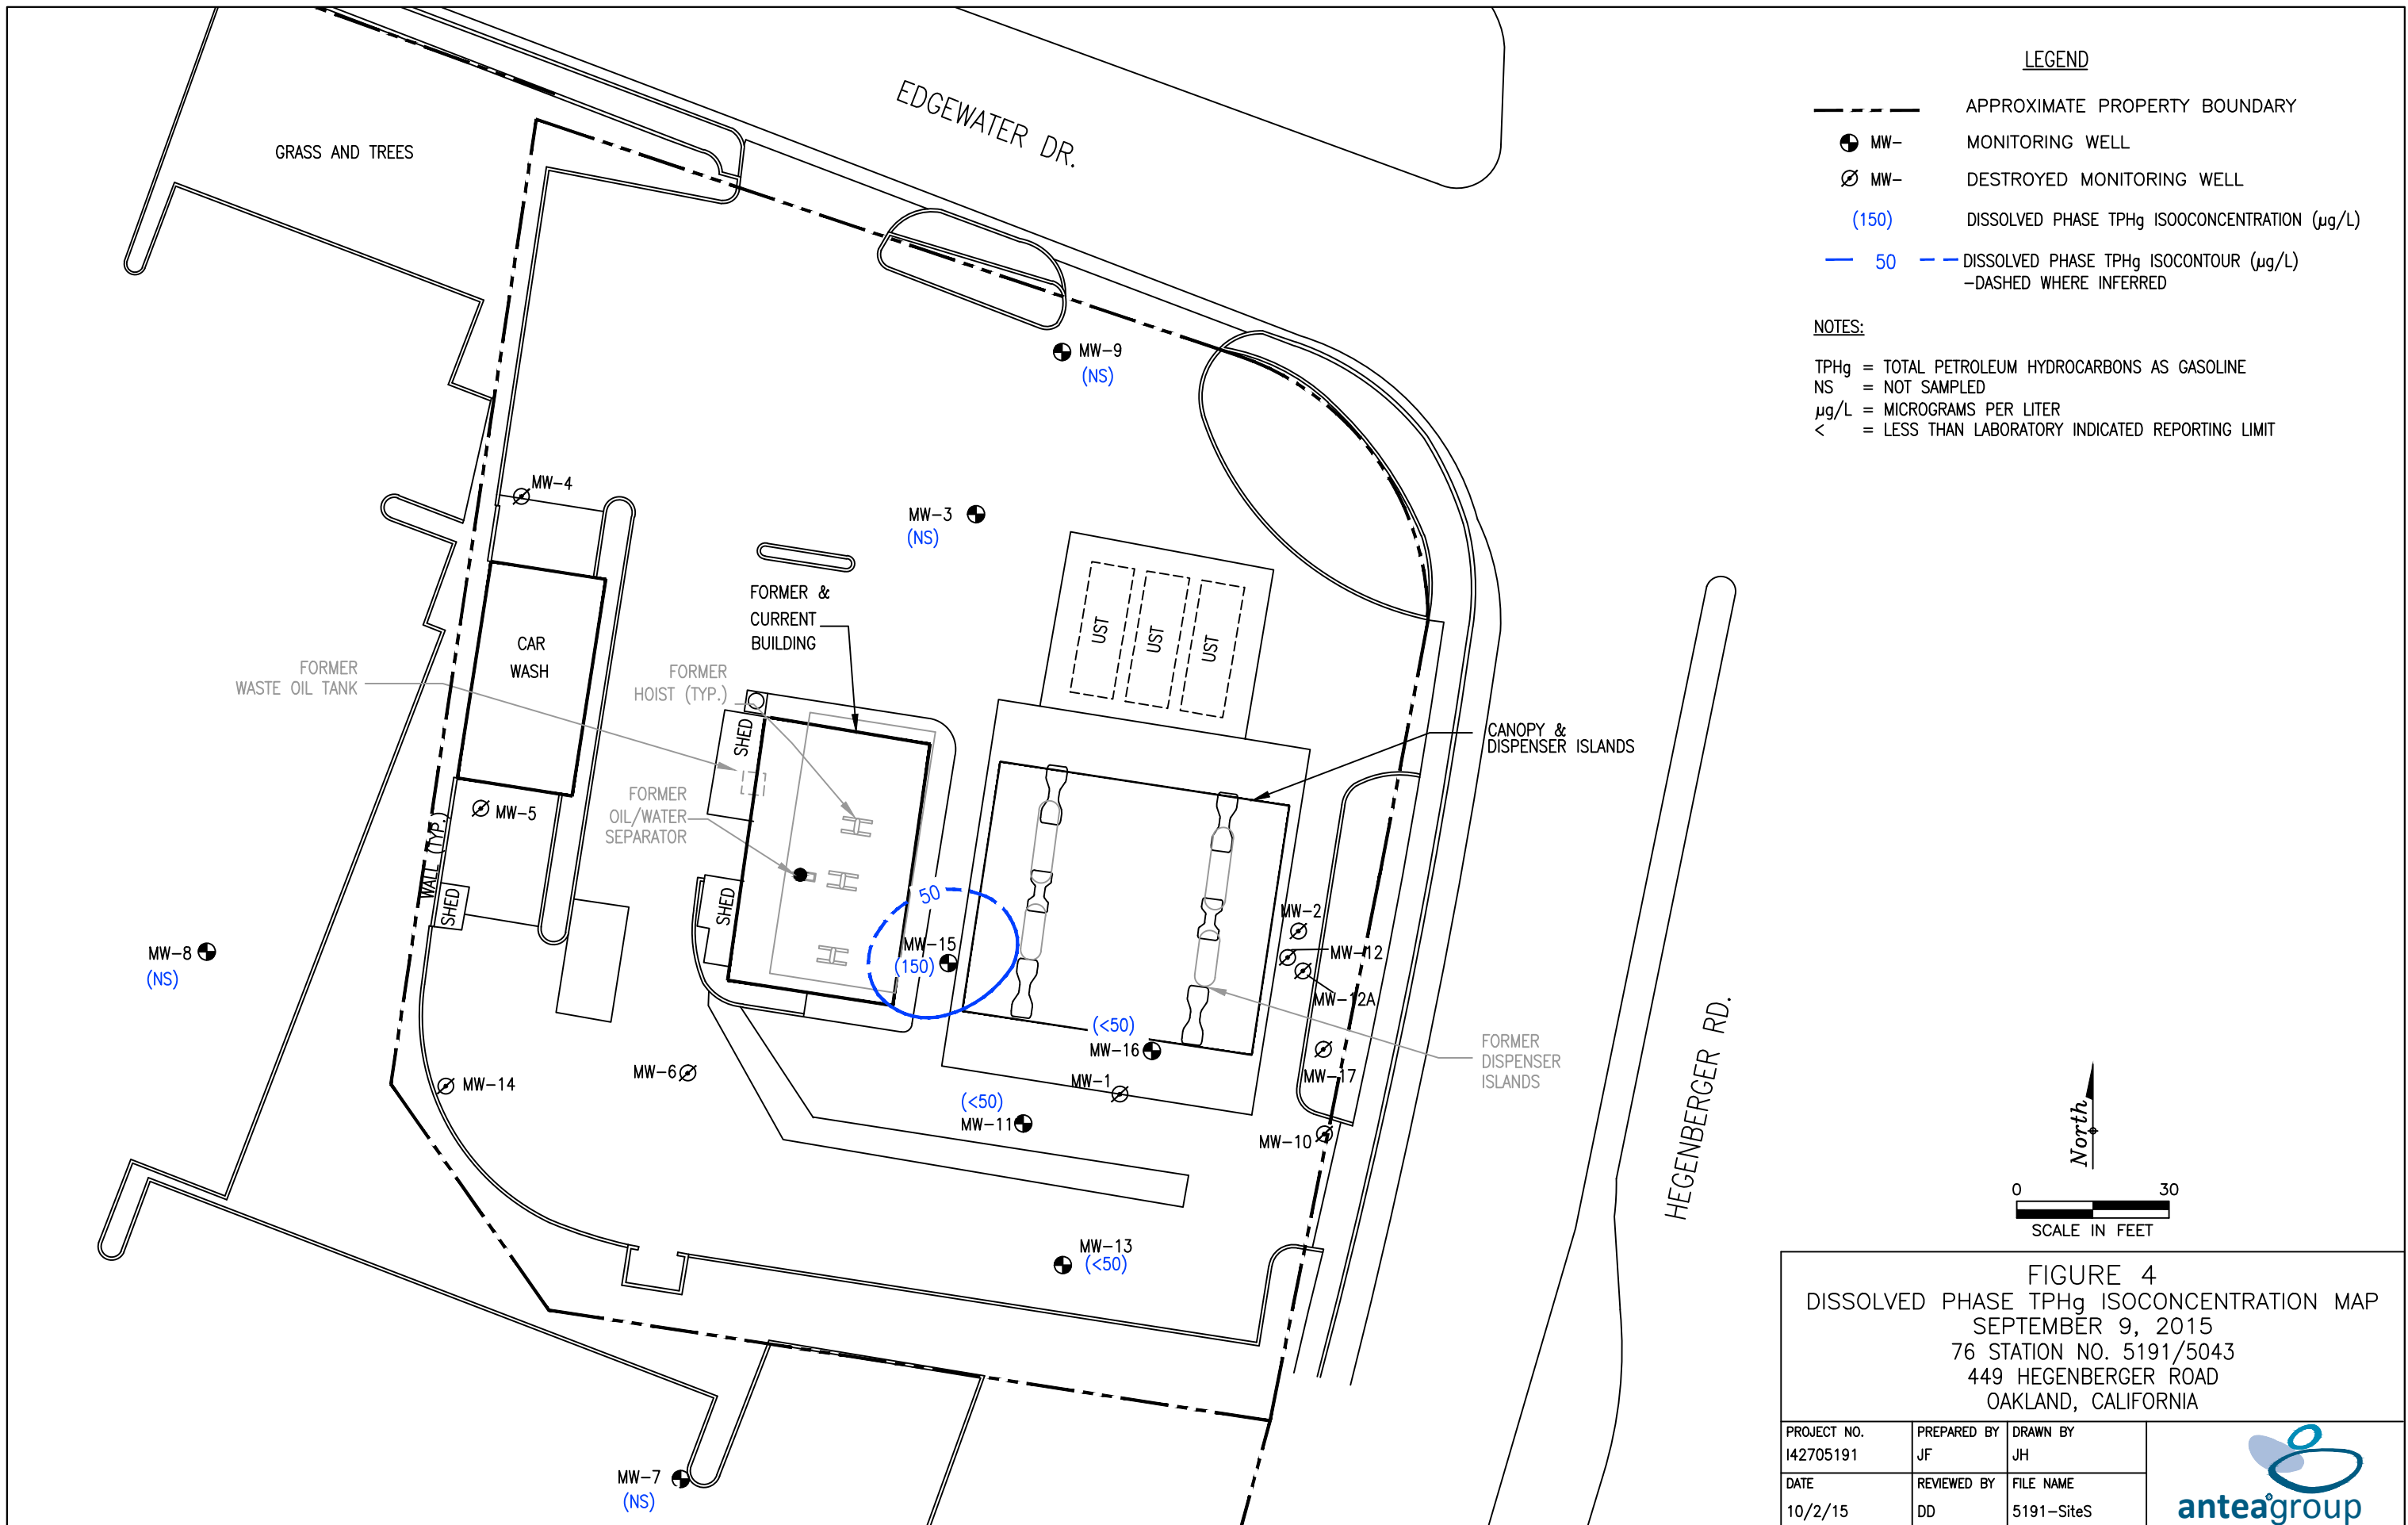 EDGEWATER DR.
GRASS AND TREES
LEGEND
APPROXIMATE PROPERTY BOUNDARY
MW- MONITORING WELL
MW- DESTROYED MONITORING WELL
(150) DISSOLVED PHASE TPHg ISOOCONCENTRATION (µg/L)
50 DISSOLVED PHASE TPHg ISOCONTOUR (µg/L)
-DASHED WHERE INFERRED
NOTES:
TPHg = TOTAL PETROLEUM HYDROCARBONS AS GASOLINE
NS = NOT SAMPLED
µg/L = MICROGRAMS PER LITER
< = LESS THAN LABORATORY INDICATED REPORTING LIMIT
MW-9
(NS)
MW-4
MW-3
(NS)
FORMER &
CURRENT
BUILDING
UST
UST
UST
CAR
WASH
FORMER
WASTE OIL TANK
FORMER
HOIST (TYP.)
SHED
CANOPY &
DISPENSER ISLANDS
FORMER
OIL/WATER
SEPARATOR
MW-5
WALL (TYP.)
SHED
SHED
50
MW-15
(150)
MW-2
MW-12
MW-12A
MW-8
(NS)
(<50)
MW-16
MW-17
FORMER
DISPENSER
ISLANDS
HEGENBERGER RD.
MW-14
MW-6
MW-1
(<50)
MW-11
MW-10
MW-13
(<50)
MW-7
(NS)
North
0 30
SCALE IN FEET
FIGURE 4
DISSOLVED PHASE TPHg ISOCONCENTRATION MAP
SEPTEMBER 9, 2015
76 STATION NO. 5191/5043
449 HEGENBERGER ROAD
OAKLAND, CALIFORNIA
PROJECT NO. PREPARED BY DRAWN BY
I42705191 JF JH
DATE REVIEWED BY FILE NAME
10/2/15 DD 5191-SiteS
anteagroup